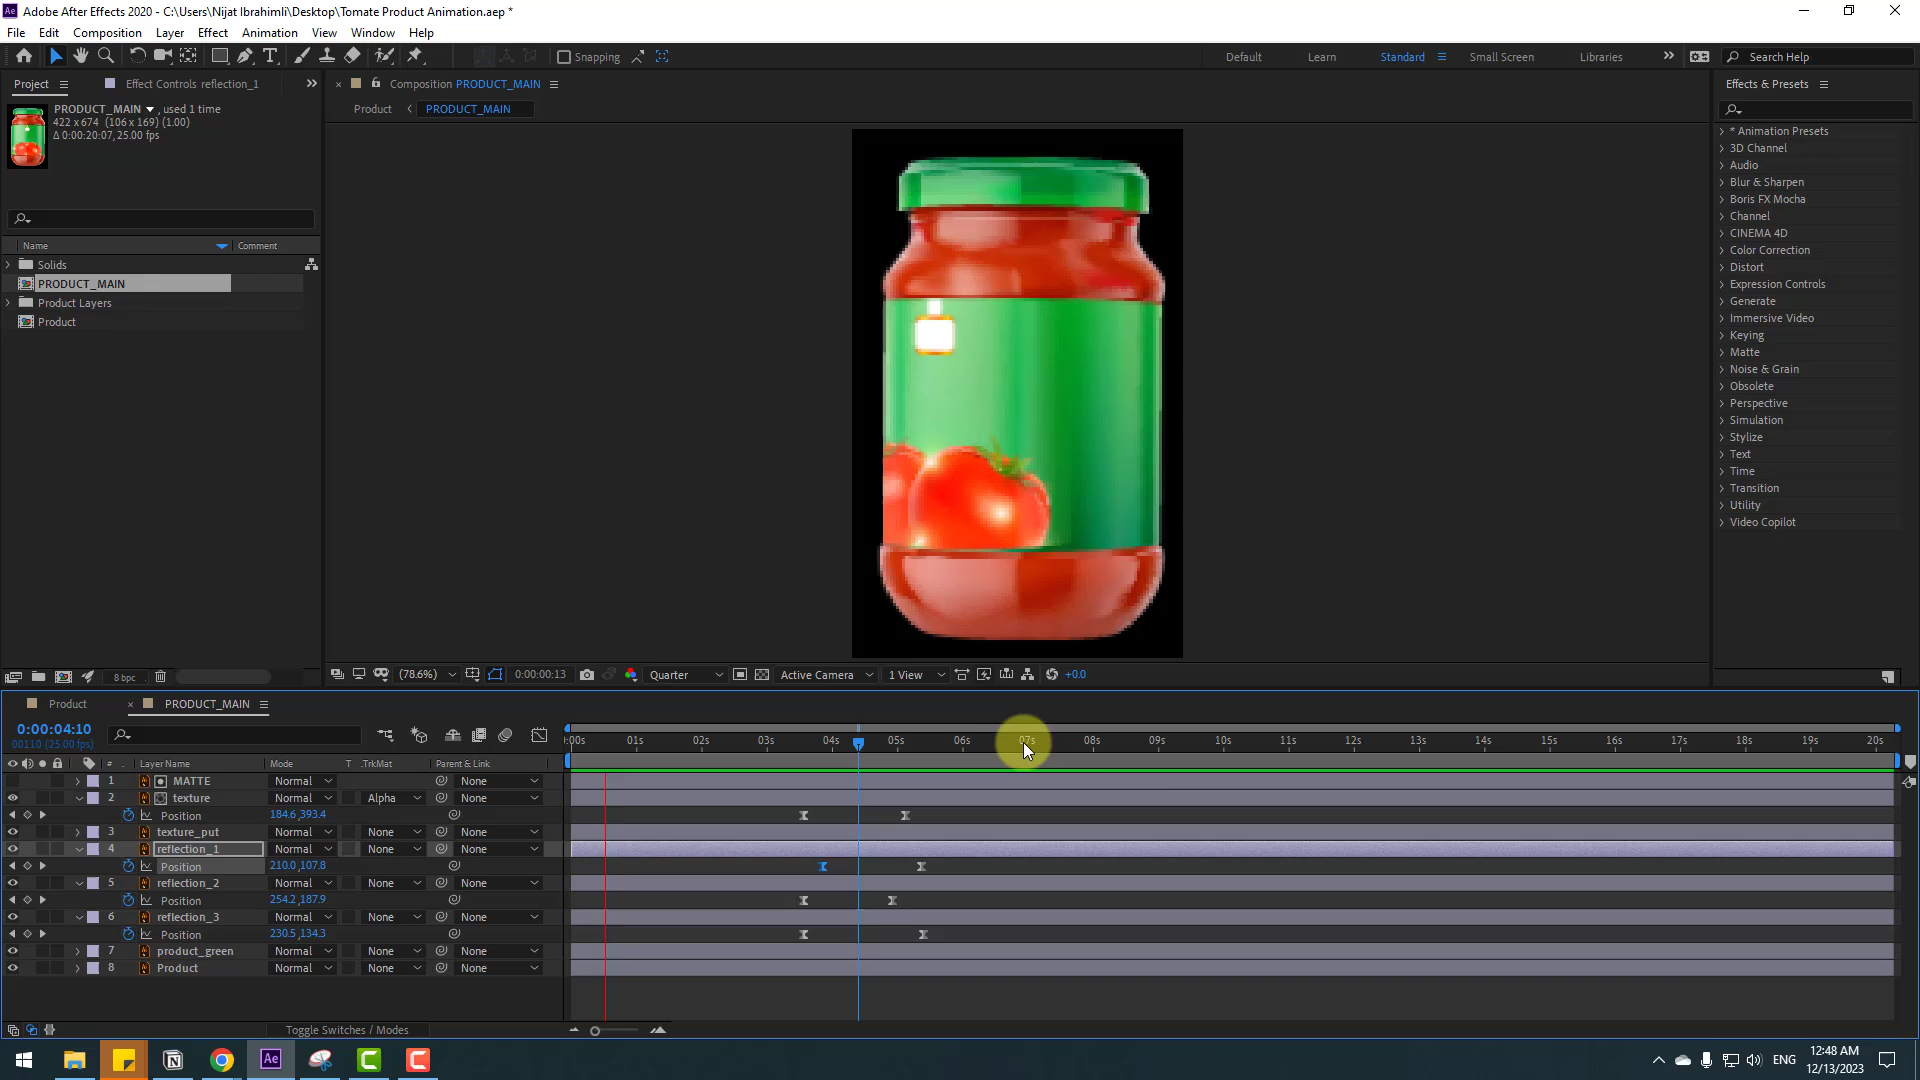 Adobe After Effects 2020 - C:\Users\Nijat Ibrahimli\Desktop\Tomate Product Animation.aep *
File Edit Composition Layer Effect Animation View Window Help
Snapping Default Learn Standard Small Screen Libraries Search Help
Project Effect Controls reflection_1 Composition PRODUCT_MAIN Effects & Presets
PRODUCT_MAIN , used 1 time
422 x 674 (106 x 169) (1.00)
Δ 0:00:20:07, 25.00 fps
Product PRODUCT_MAIN
Name Comment
Solids
PRODUCT_MAIN
Product Layers
Product
* Animation Presets
3D Channel
Audio
Blur & Sharpen
Boris FX Mocha
Channel
CINEMA 4D
Color Correction
Distort
Expression Controls
Generate
Immersive Video
Keying
Matte
Noise & Grain
Obsolete
Perspective
Simulation
Stylize
Text
Time
Transition
Utility
Video Copilot
8 bpc (78.6%) 0:00:00:13 Quarter Active Camera 1 View +0.0
Product PRODUCT_MAIN
0:00:04:10
00110 (25.00 fps)
:00s 01s 02s 03s 04s 05s 06s 07s 08s 09s 10s 11s 12s 13s 14s 15s 16s 17s 18s 19s 20s
# Layer Name Mode T .TrkMat Parent & Link
1 MATTE Normal None
2 texture Normal Alpha None
Position 184.6,393.4
3 texture_put Normal None None
4 reflection_1 Normal None None
Position 210.0,107.8
5 reflection_2 Normal None None
Position 254.2,187.9
6 reflection_3 Normal None None
Position 230.5,134.3
7 product_green Normal None None
8 Product Normal None None
Toggle Switches / Modes
ENG 12:48 AM
12/13/2023